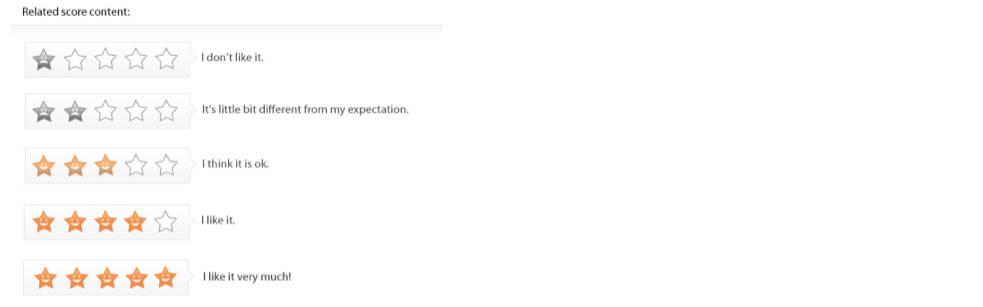 Related score content:
I don't like it.
It's little bit different from my expectation.
I think it is ok.
I like it.
I like it very much!